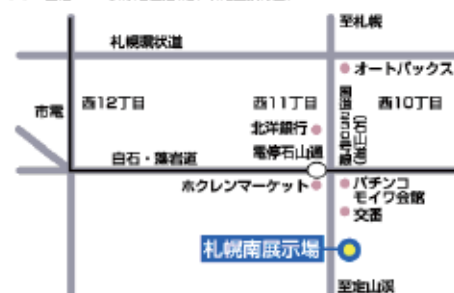 至札幌
札幌環状道
オートバックス
市電
西12丁目
西11丁目
西10丁目
国道230号線
(石山通)
北洋銀行
電停石山通
白石・藻岩道
ホクレンマーケット
パチンコ
モイワ会館
交番
札幌南展示場
至定山渓